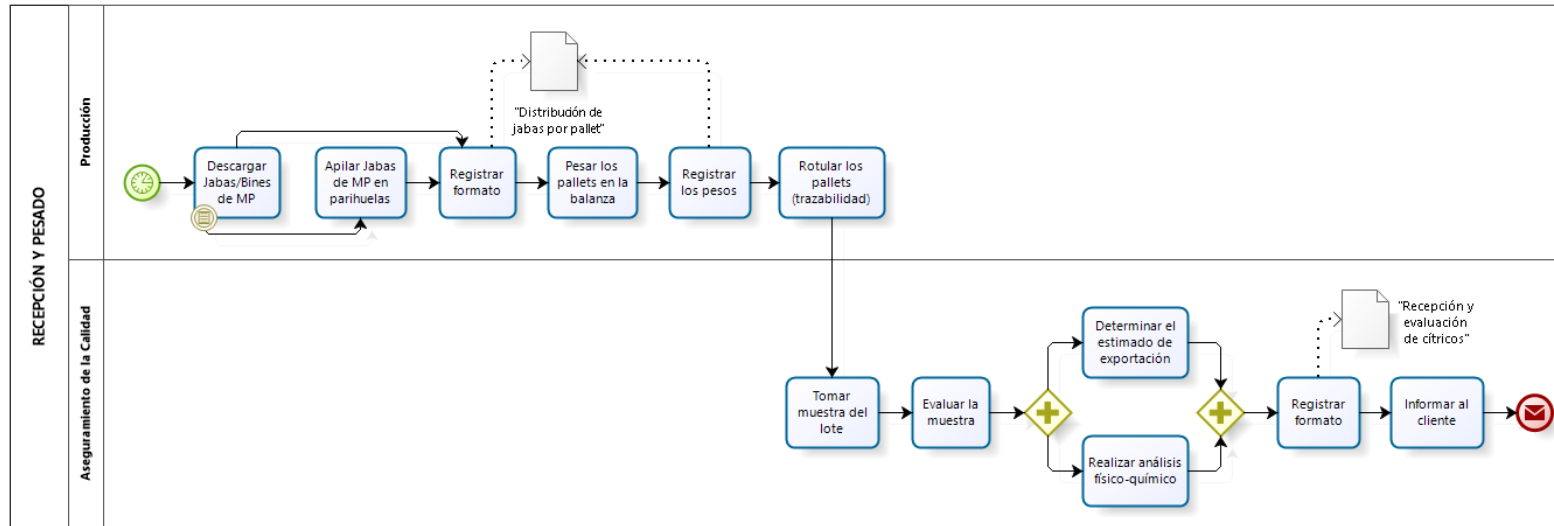 RECEPCIÓN Y PESADO
Producción
"Distribución de
jabas por pallet"
Descargar
Jabas/Bines
de MP
Apilar Jabas
de MP en
parihuelas
Registrar
formato
Pesar los
pallets en la
balanza
Registrar
los pesos
Rotular los
pallets
(trazabilidad)
Aseguramiento de la Calidad
Tomar
muestra del
lote
Evaluar la
muestra
Determinar el
estimado de
exportación
Realizar análisis
físico-químico
"Recepción y
evaluación
de cítricos"
Registrar
formato
Informar al
cliente